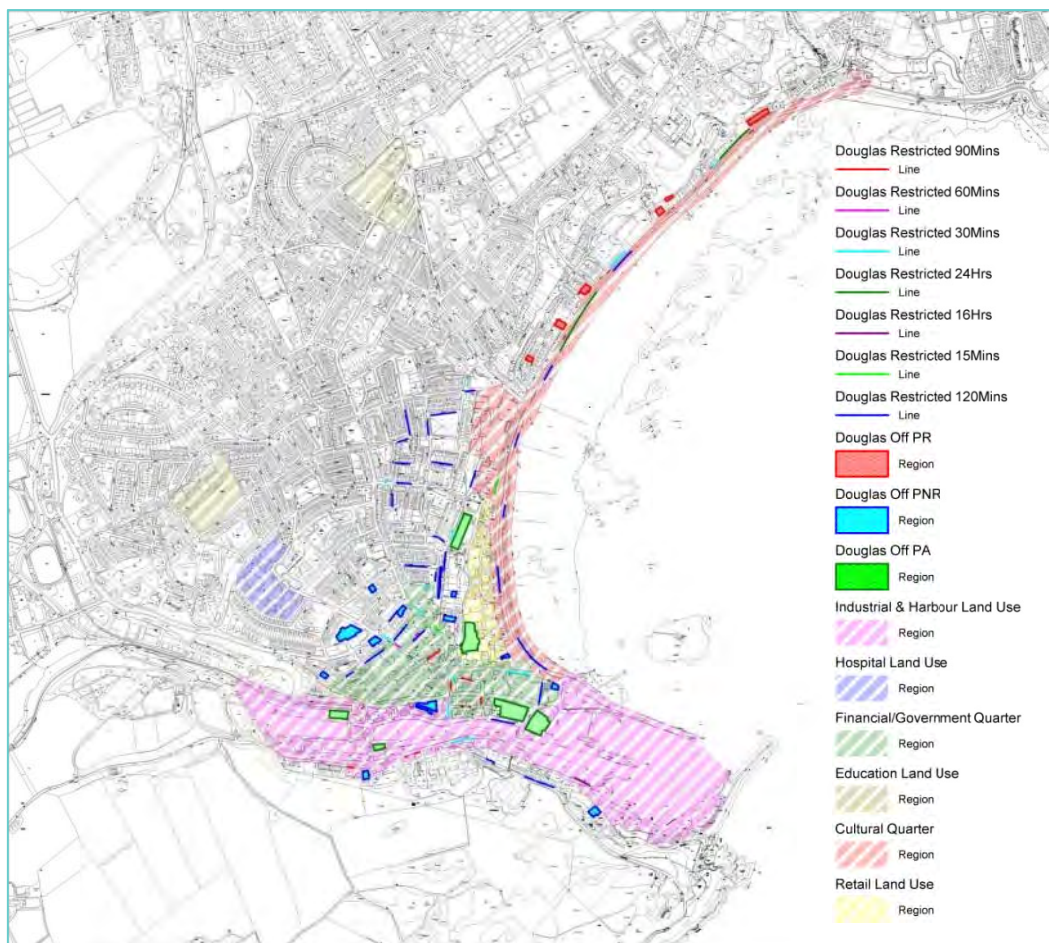 Douglas Restricted 90Mins
Line
Douglas Restricted 60Mins
Line
Douglas Restricted 30Mins
Line
Douglas Restricted 24Hrs
Line
Douglas Restricted 16Hrs
Line
Douglas Restricted 15Mins
Line
Douglas Restricted 120Mins
Line
Douglas Off PR
Region
Douglas Off PNR
Region
Douglas Off PA
Region
Industrial & Harbour Land Use
Region
Hospital Land Use
Region
Financial/Government Quarter
Region
Education Land Use
Region
Cultural Quarter
Region
Retail Land Use
Region